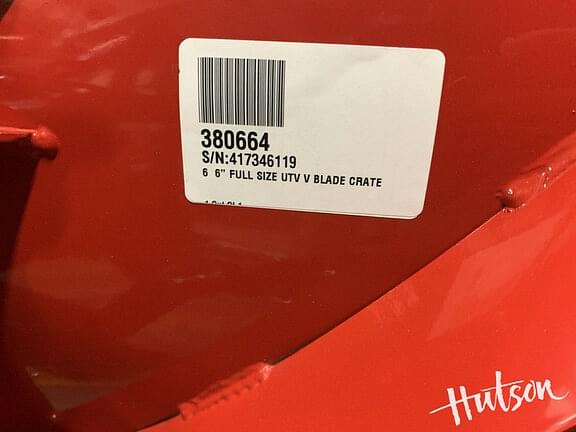 380664
S/N:417346119
6 6" FULL SIZE UTV V BLADE CRATE
Hutson